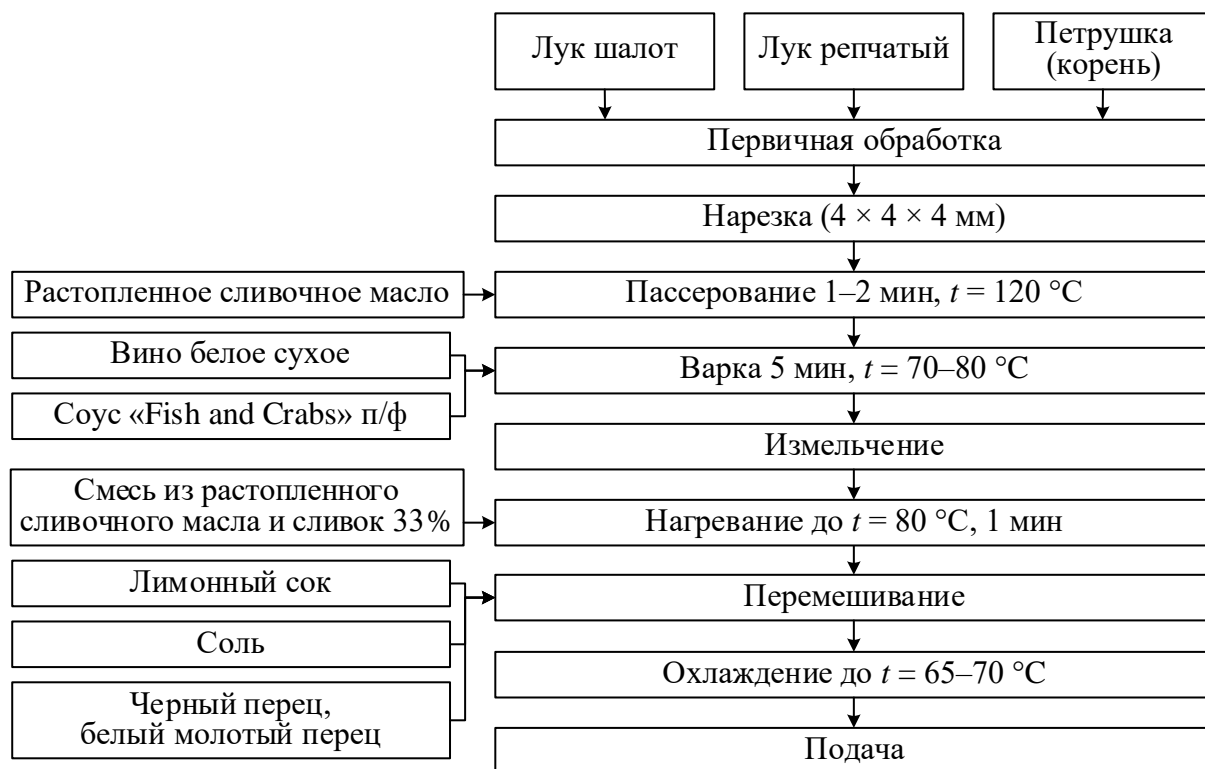 Лук шалот
Лук репчатый
Петрушка
(корень)
Первичная обработка
Нарезка (4 × 4 × 4 мм)
Растопленное сливочное масло
Пассерование 1–2 мин, t = 120 °C
Вино белое сухое
Соус «Fish and Crabs» п/ф
Варка 5 мин, t = 70–80 °C
Измельчение
Смесь из растопленного
сливочного масла и сливок 33%
Нагревание до t = 80 °C, 1 мин
Лимонный сок
Соль
Черный перец,
белый молотый перец
Перемешивание
Охлаждение до t = 65–70 °C
Подача